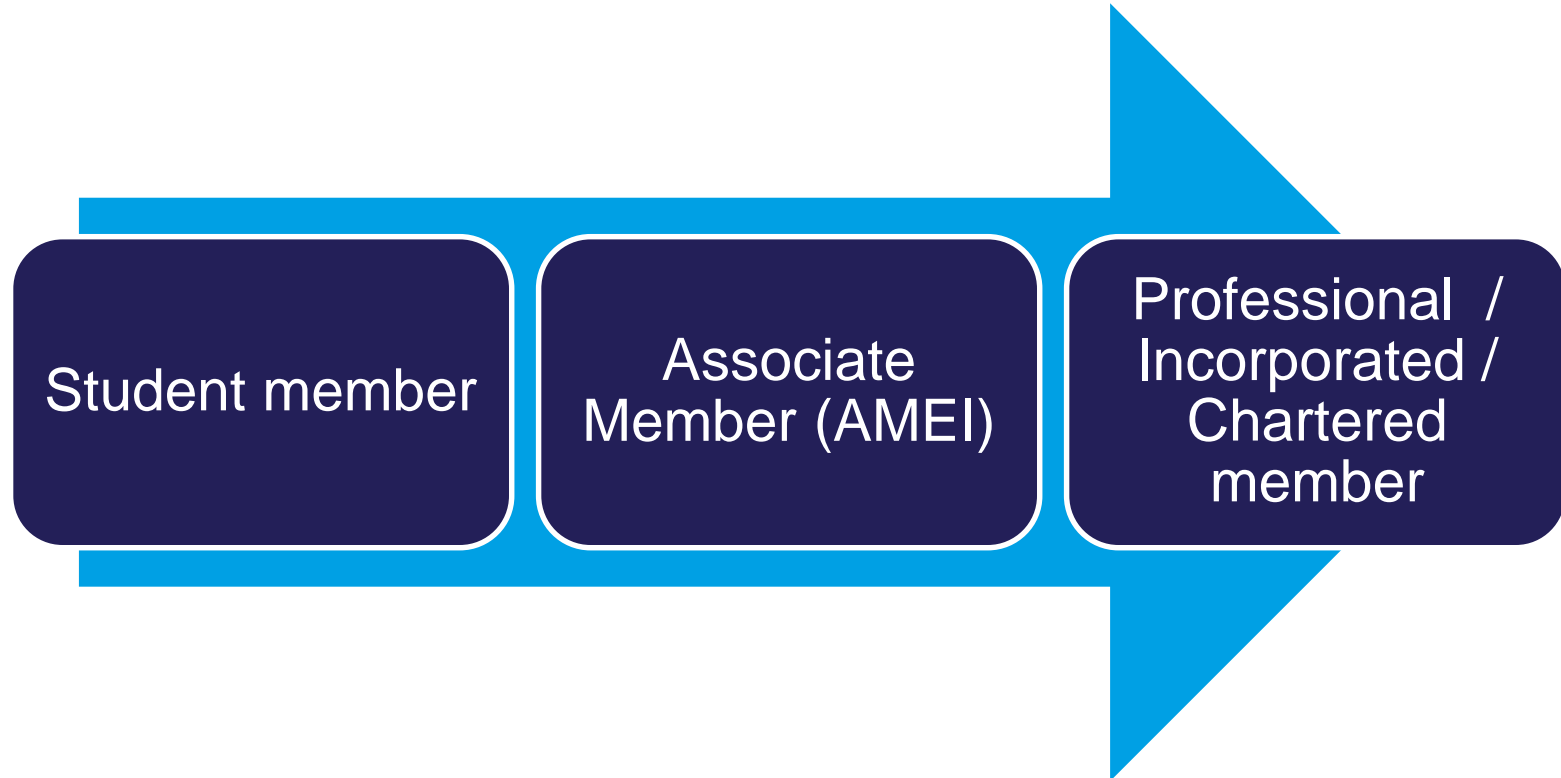 Student member
Associate
Member (AMEI)
Professional  /
Incorporated /
Chartered
member